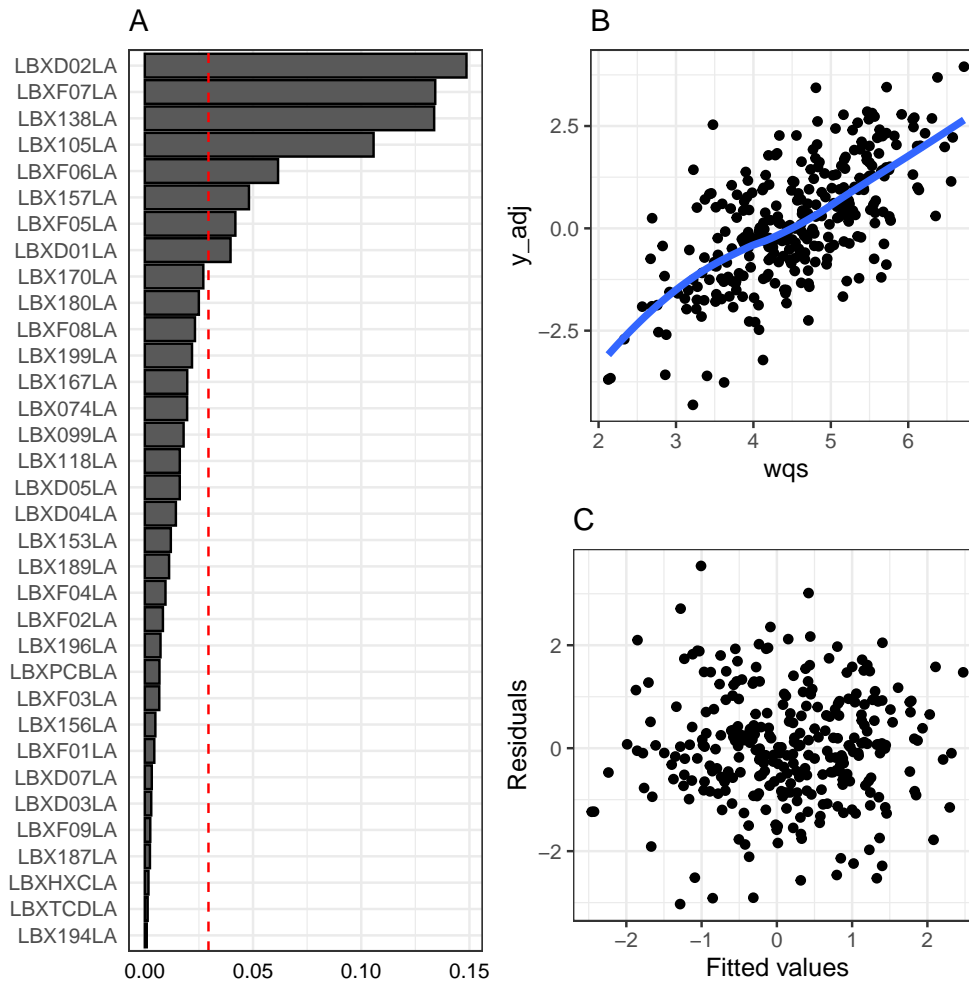 A
LBXD02LA
LBXF07LA
LBX138LA
LBX105LA
LBXF06LA
LBX157LA
LBXF05LA
LBXD01LA
LBX170LA
LBX180LA
LBXF08LA
LBX199LA
LBX167LA
LBX074LA
LBX099LA
LBX118LA
LBXD05LA
LBXD04LA
LBX153LA
LBX189LA
LBXF04LA
LBXF02LA
LBX196LA
LBXPCBLA
LBXF03LA
LBX156LA
LBXF01LA
LBXD07LA
LBXD03LA
LBXF09LA
LBX187LA
LBXHXCLA
LBXTCDLA
LBX194LA
0.00 0.05 0.10 0.15
B
y_adj
2.5
0.0
−2.5
2 3 4 5 6
wqs
C
Residuals
2
0
−2
−2 −1 0 1 2
Fitted values